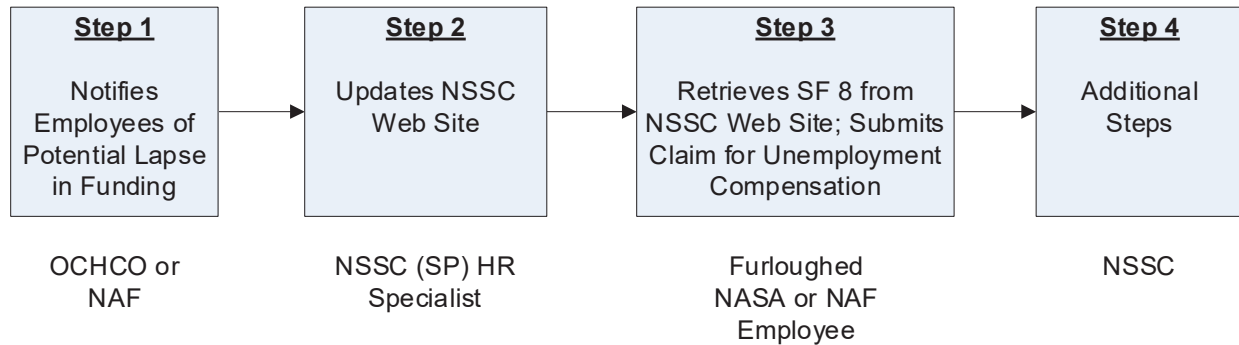 Step 1
Notifies
Employees of
Potential Lapse
in Funding
OCHCO or
NAF
Step 2
Updates NSSC
Web Site
NSSC (SP) HR
Specialist
Step 3
Retrieves SF 8 from
NSSC Web Site; Submits
Claim for Unemployment
Compensation
Furloughed
NASA or NAF
Employee
Step 4
Additional
Steps
NSSC